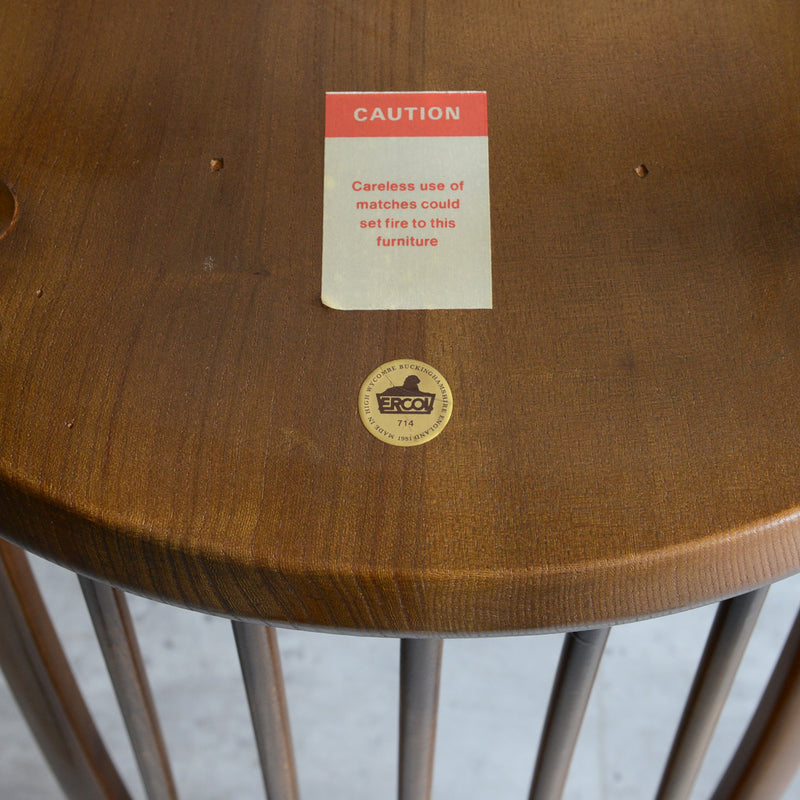 CAUTION
Careless use of
matches could
set fire to this
furniture
MADE IN HIGH WYCOMBE BUCKINGHAMSHIRE ENGLAND 1981
ERCOL
714